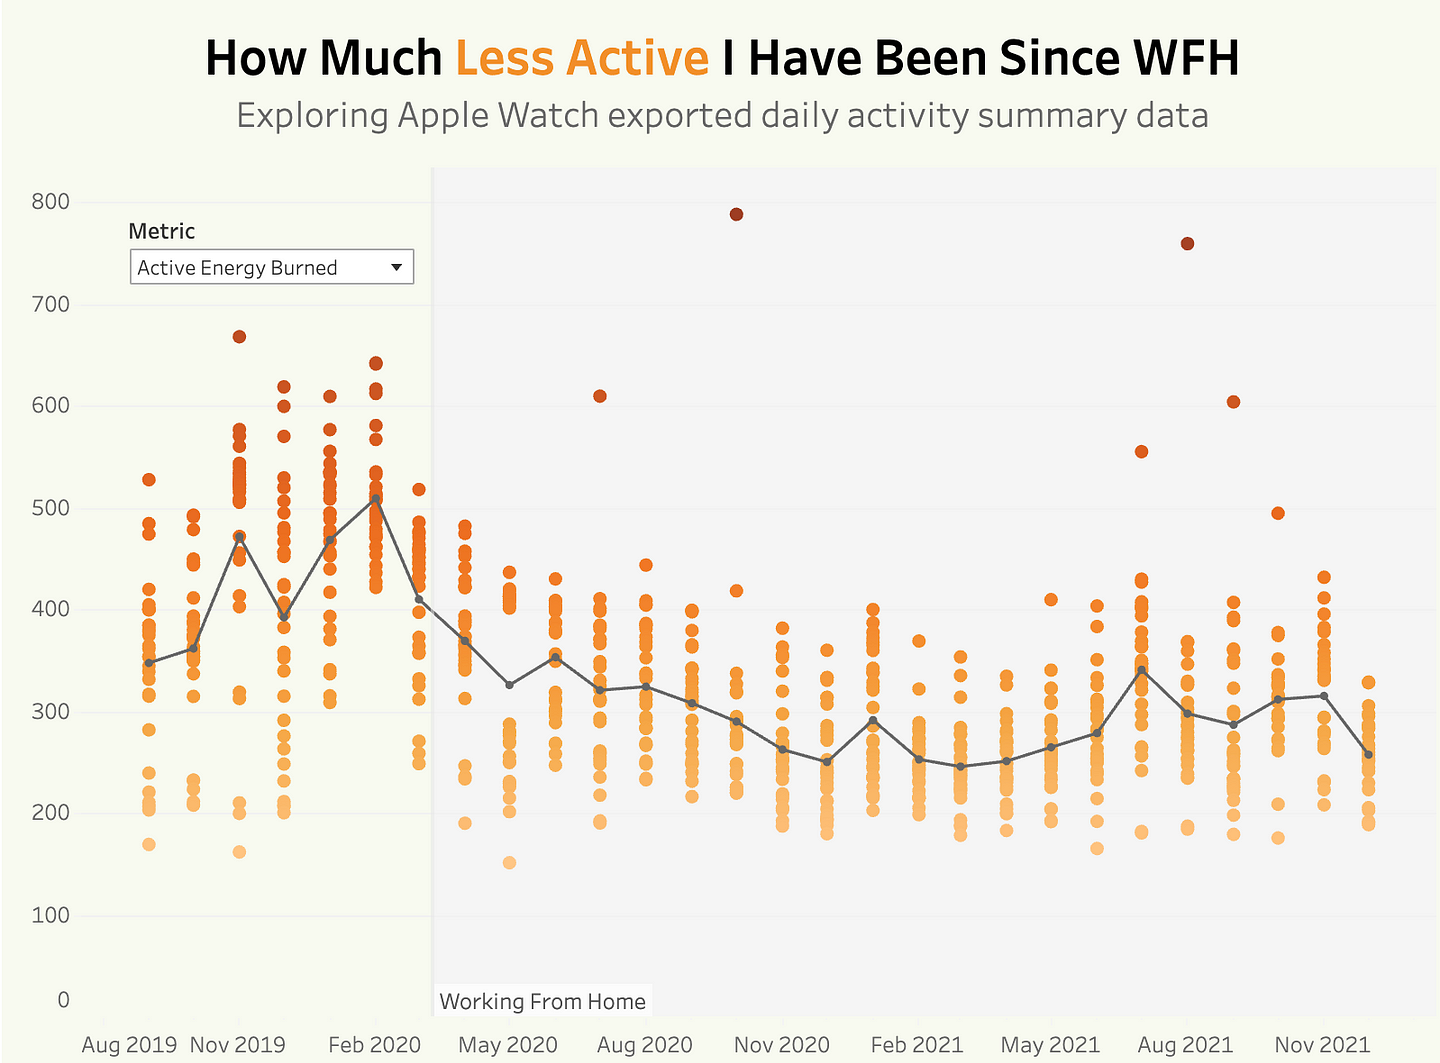 How Much Less Active I Have Been Since WFH
Exploring Apple Watch exported daily activity summary data
800
Metric
Active Energy Burned
700
600
500
400
300
200
100
0
Working From Home
Aug 2019 Nov 2019 Feb 2020 May 2020 Aug 2020 Nov 2020 Feb 2021 May 2021 Aug 2021 Nov 2021